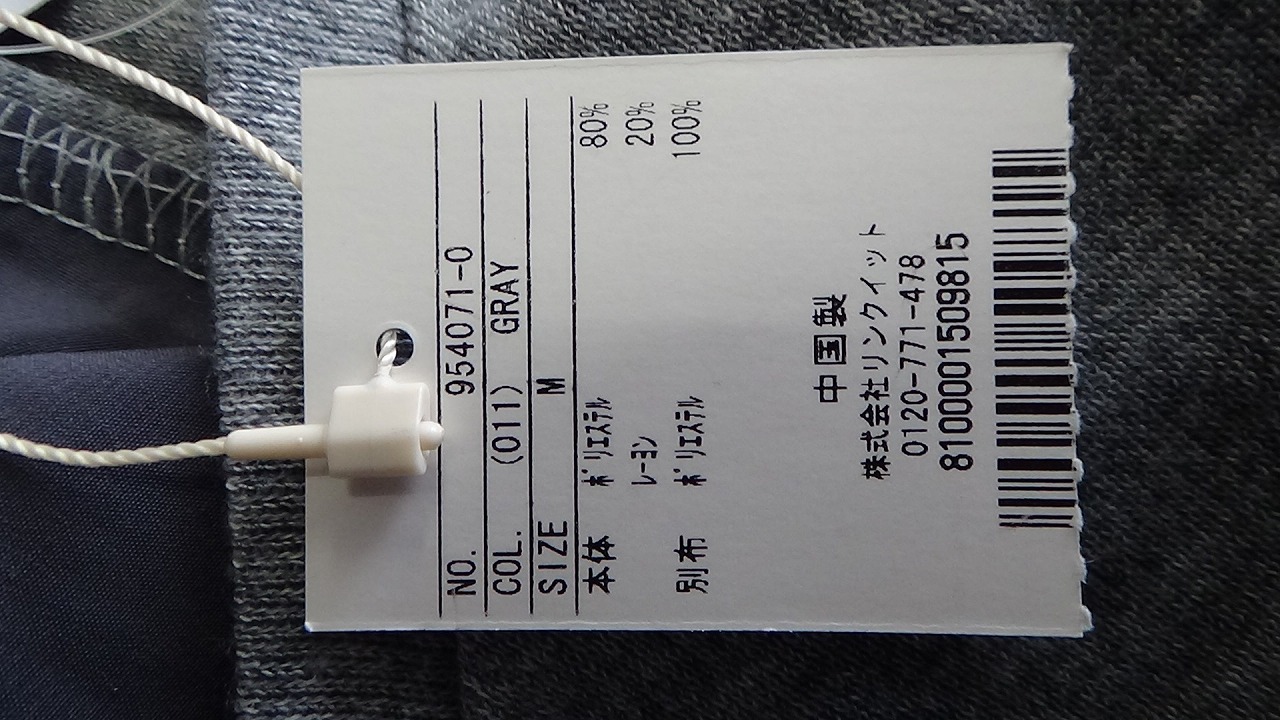 NO. 954071-0
COL. (011) GRAY
SIZE M
本体 ﾎﾟﾘｴｽﾃﾙ 80%
ﾚｰﾖﾝ 20%
別布 ﾎﾟﾘｴｽﾃﾙ 100%
中国製
株式会社リンクイット
0120-771-478
8100001509815